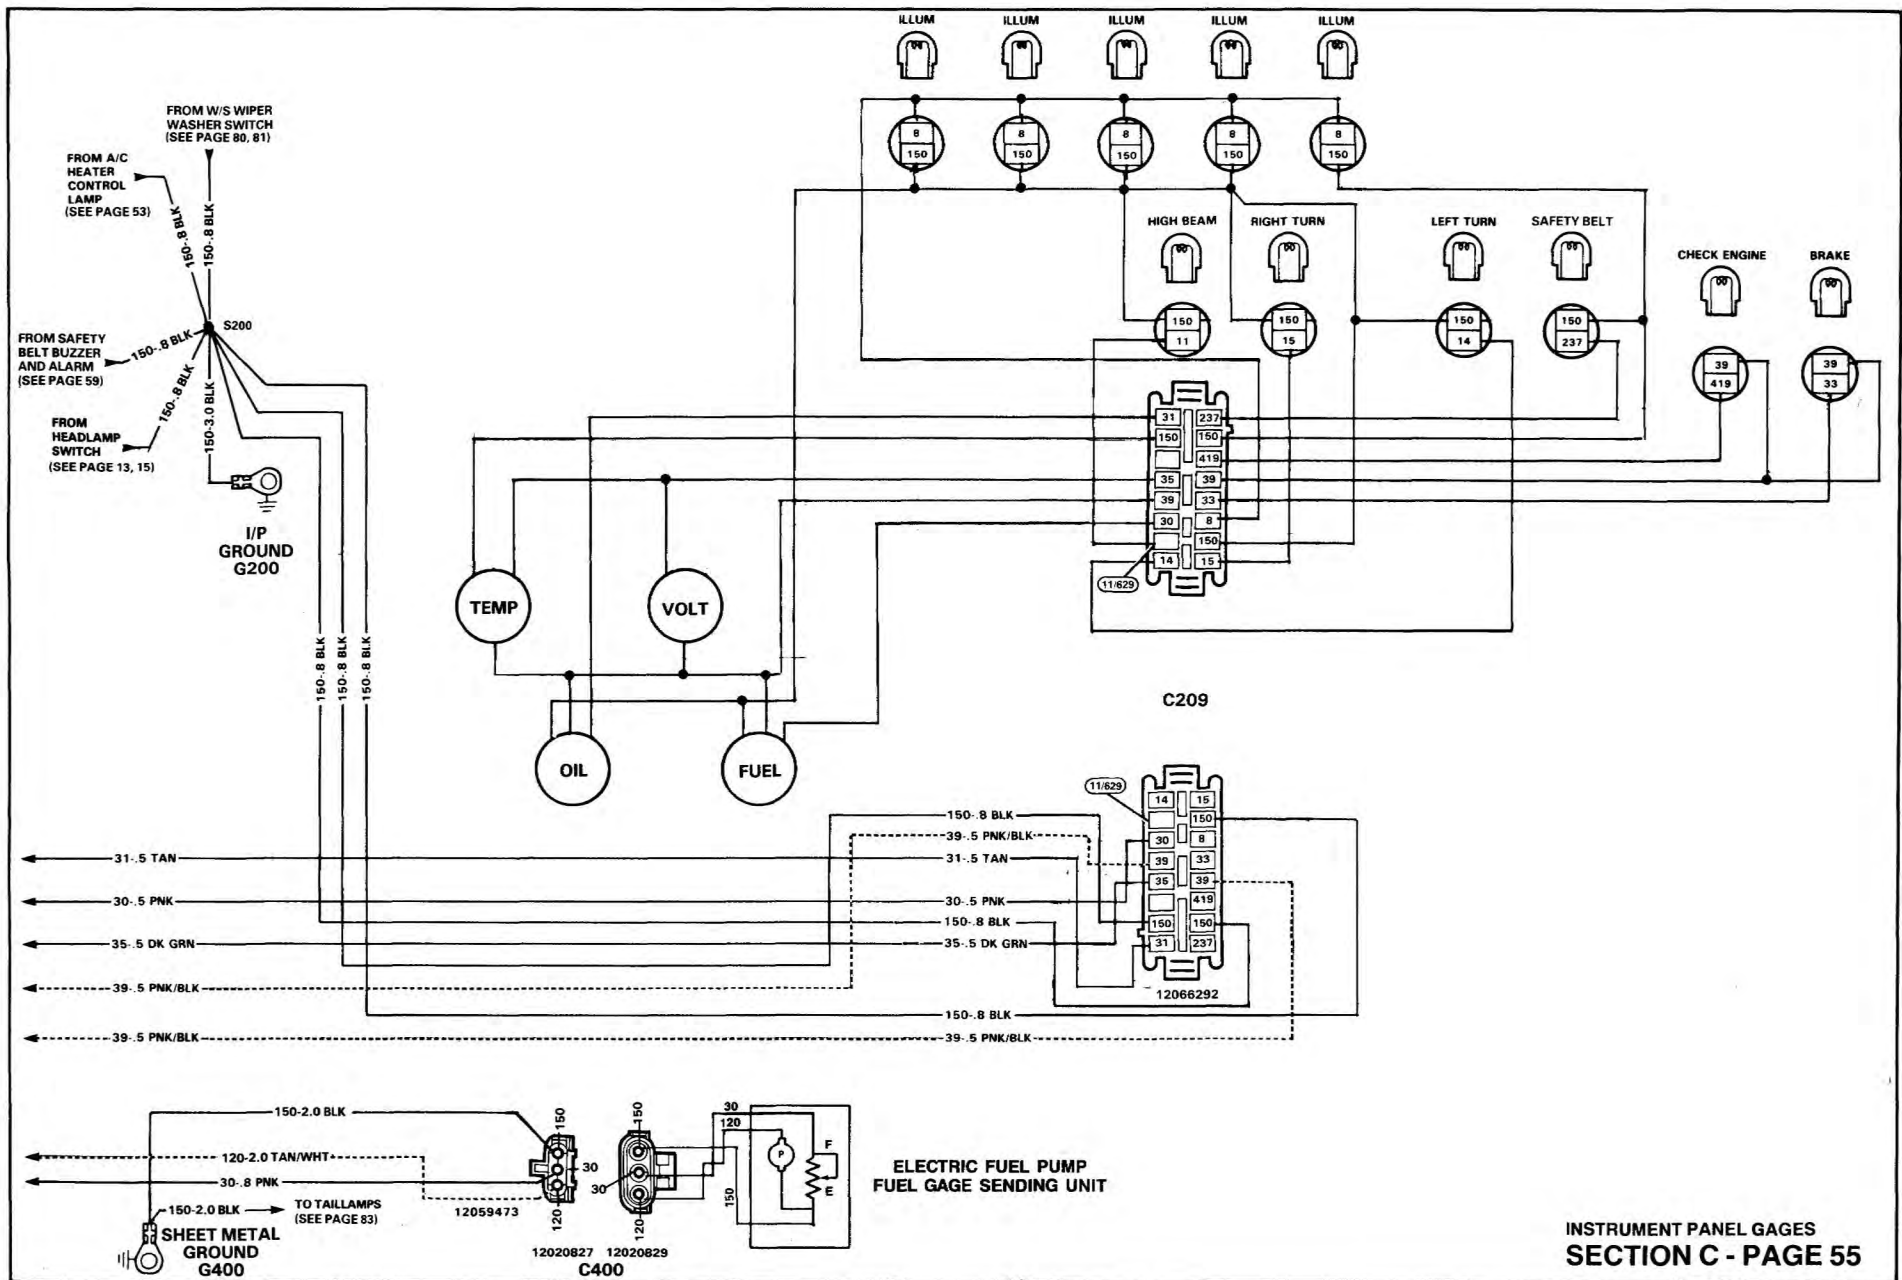 ILLUM
ILLUM
ILLUM
ILLUM
ILLUM
FROM W/S WIPER
WASHER SWITCH
(SEE PAGE 80, 81)
FROM A/C
HEATER
CONTROL
LAMP
(SEE PAGE 53)
150-.8 BLK
150-.8 BLK
8
150
8
150
8
150
8
150
8
150
HIGH BEAM
RIGHT TURN
LEFT TURN
SAFETY BELT
CHECK ENGINE
BRAKE
S200
FROM SAFETY
BELT BUZZER
AND ALARM
(SEE PAGE 59)
150-.8 BLK
150-.8 BLK
150-3.0 BLK
FROM
HEADLAMP
SWITCH
(SEE PAGE 13, 15)
150
11
150
15
150
14
150
237
39
419
39
33
I/P
GROUND
G200
31
237
150
150
419
35
39
39
33
30
8
150
14
15
11/629
TEMP
VOLT
150-.8 BLK
150-.8 BLK
150-.8 BLK
C209
OIL
FUEL
11/629
14
15
150
30
8
39
33
35
39
419
150
150
31
237
12066292
150-.8 BLK
39-.5 PNK/BLK
31-.5 TAN
31-.5 TAN
30-.5 PNK
30-.5 PNK
150-.8 BLK
35-.5 DK GRN
35-.5 DK GRN
39-.5 PNK/BLK
150-.8 BLK
39-.5 PNK/BLK
39-.5 PNK/BLK
150-2.0 BLK
120-2.0 TAN/WHT
30-.8 PNK
150-2.0 BLK
TO TAILLAMPS
(SEE PAGE 83)
SHEET METAL
GROUND
G400
12059473
150
30
120
150
30
120
12020827
12020829
C400
30
120
150
P
F
E
ELECTRIC FUEL PUMP
FUEL GAGE SENDING UNIT
INSTRUMENT PANEL GAGES
SECTION C - PAGE 55